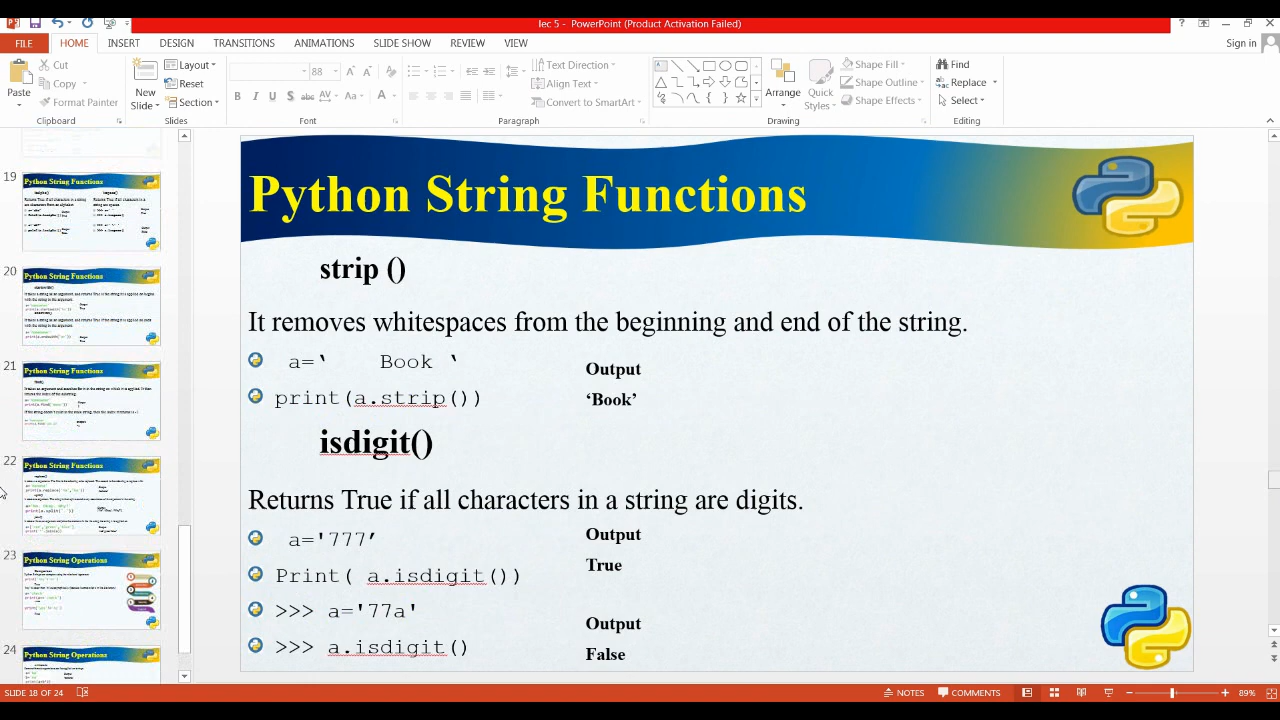 lec 5 - PowerPoint (Product Activation Failed)
FILE HOME INSERT DESIGN TRANSITIONS ANIMATIONS SLIDE SHOW REVIEW VIEW Sign in
Cut
Copy
Format Painter
Paste
Clipboard
New
Slide
Layout
Reset
Section
Slides
88
Font
Text Direction
Align Text
Convert to SmartArt
Paragraph
Arrange
Quick
Styles
Shape Fill
Shape Outline
Shape Effects
Drawing
Find
Replace
Select
Editing
19
Python String Functions
20
Python String Functions
21
Python String Functions
22
Python String Functions
23
Python String Operations
24
Python String Operations
Python String Functions
strip ()
It removes whitespaces from the beginning and end of the string.
a=‘    Book ‘
Output
print(a.strip())
‘Book’
isdigit()
Returns True if all characters in a string are digits.
a='777’
Output
True
Print( a.isdigit())
>>> a='77a'
Output
>>> a.isdigit()
False
SLIDE 18 OF 24 NOTES COMMENTS 89%